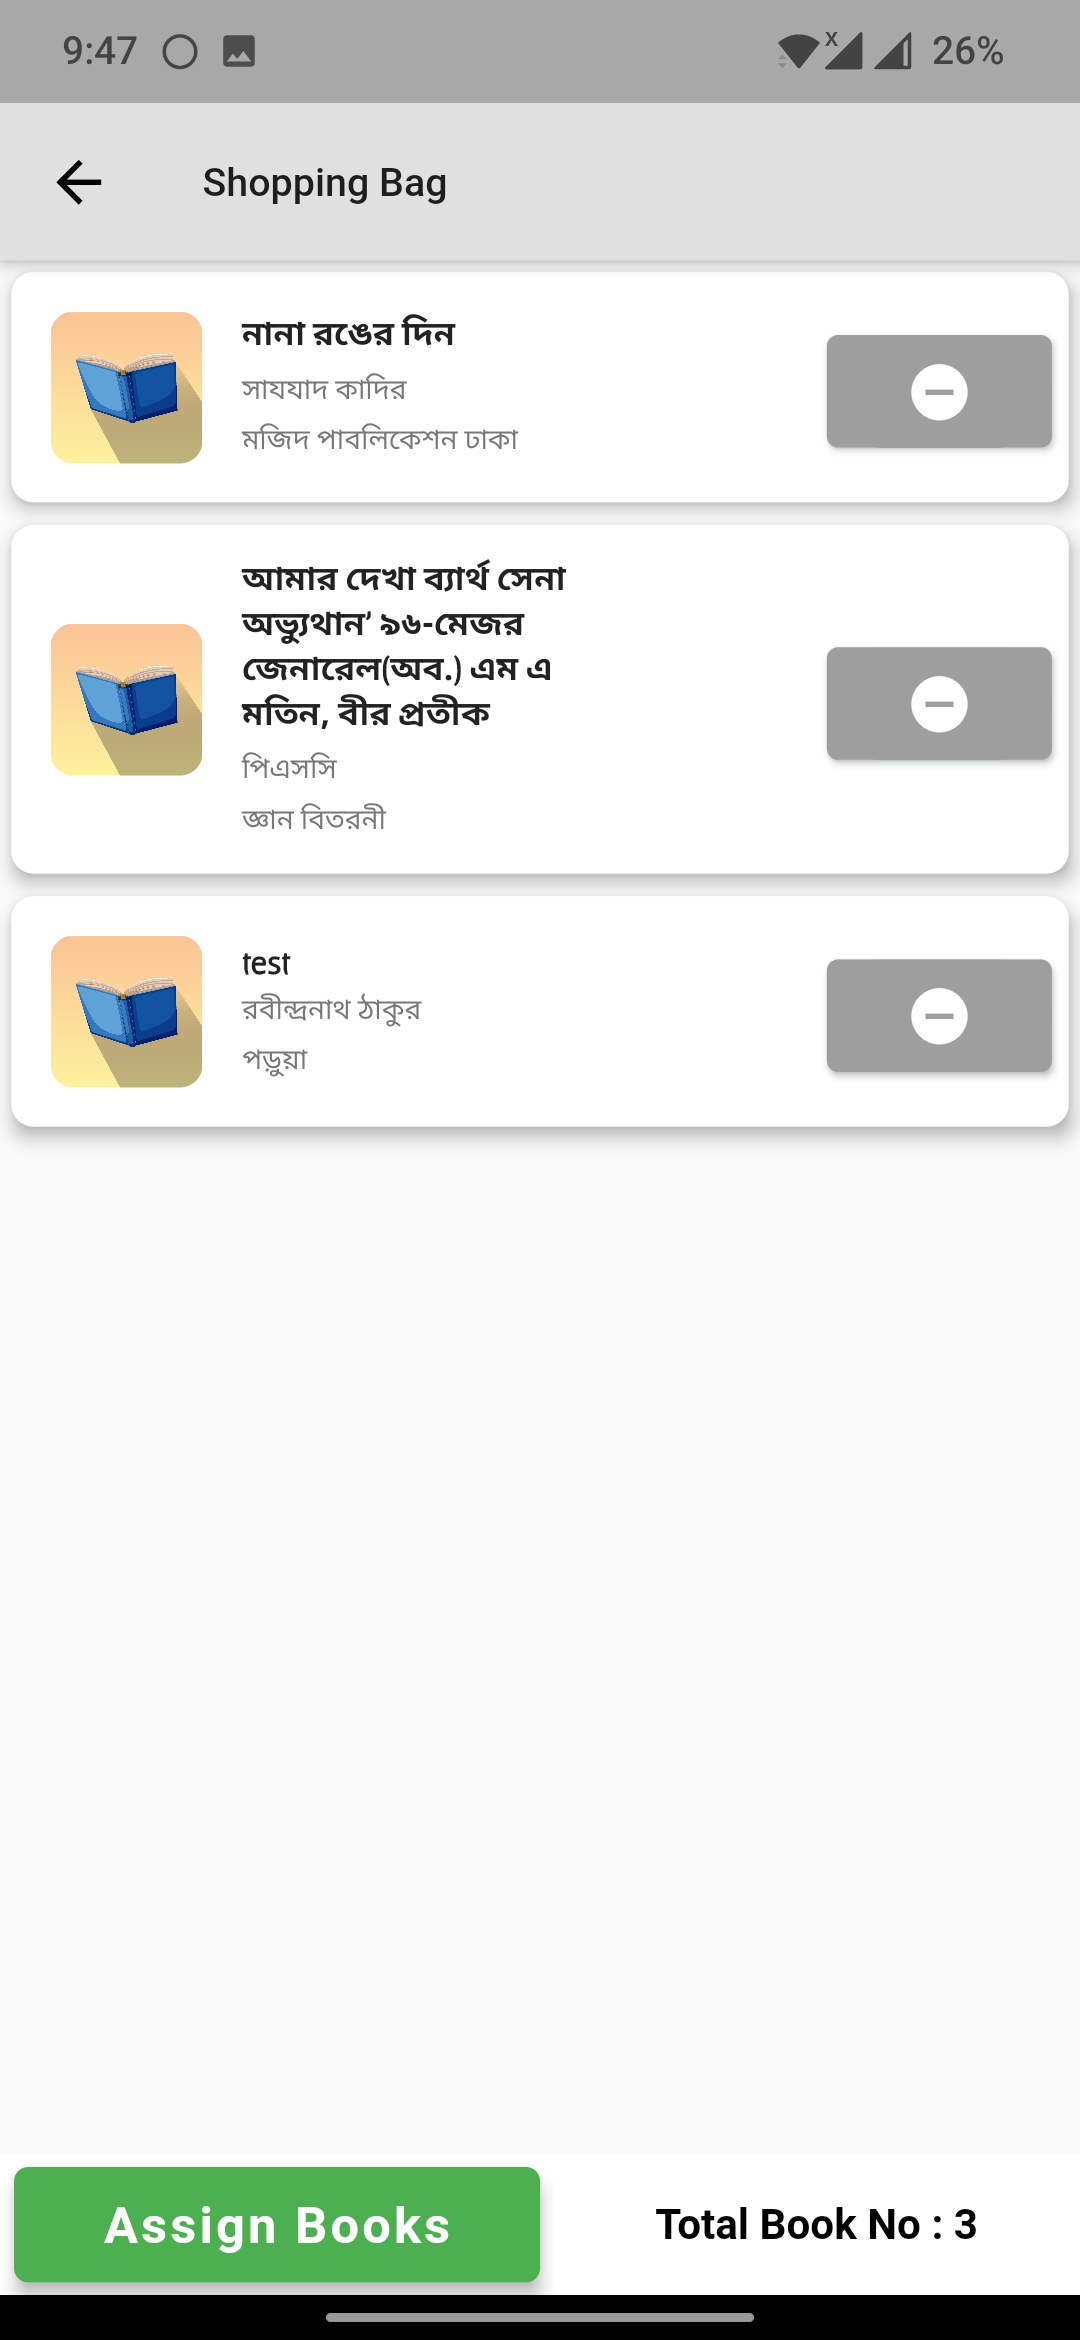 9:47
x
26%
Shopping Bag
নানা রঙের দিন
সাযযাদ কাদির
মজিদ পাবলিকেশন ঢাকা
আমার দেখা ব্যার্থ সেনা
অভ্যুথান’ ৯৬-মেজর
জেনারেল(অব.) এম এ
মতিন, বীর প্রতীক
পিএসসি
জ্ঞান বিতরনী
test
রবীন্দ্রনাথ ঠাকুর
পড়ুয়া
Assign Books
Total Book No : 3